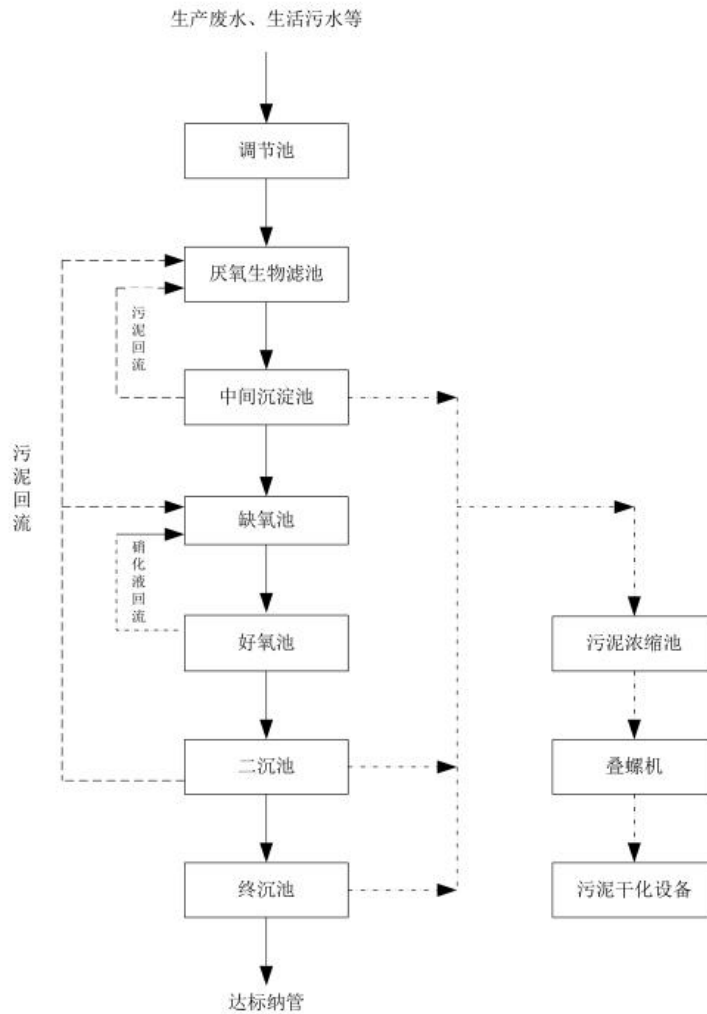 生产废水、生活污水等
调节池
厌氧生物滤池
污泥回流
中间沉淀池
污泥回流
缺氧池
硝化液回流
好氧池
污泥浓缩池
二沉池
叠螺机
终沉池
污泥干化设备
达标纳管